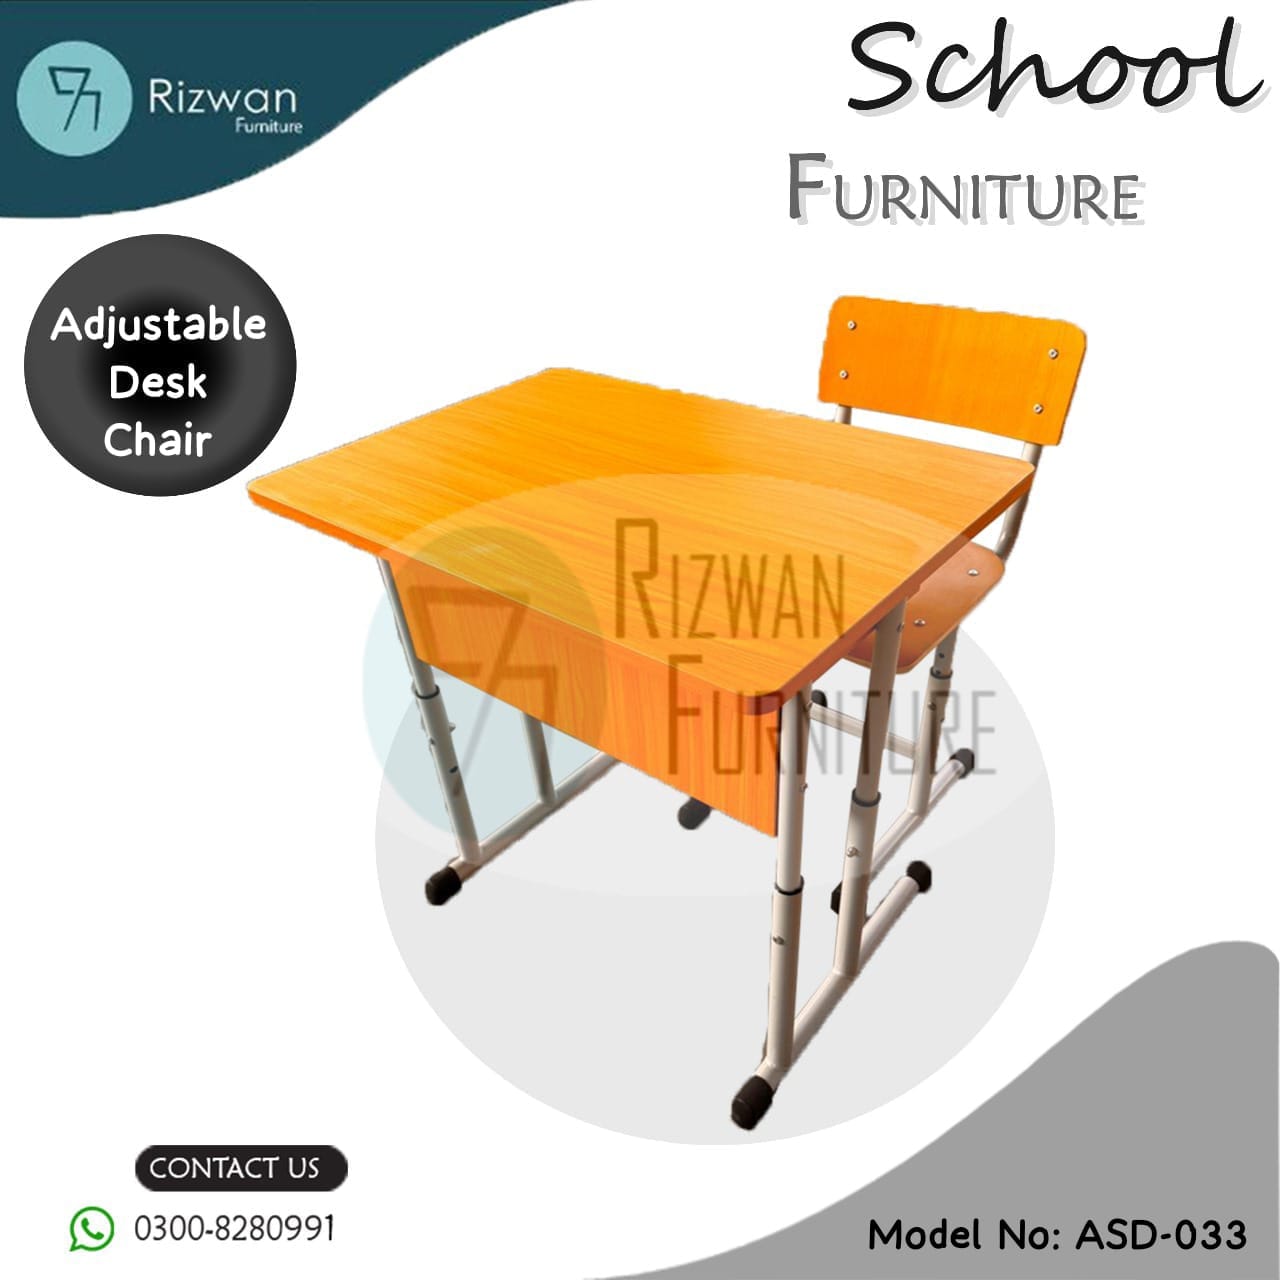 Rizwan
Furniture
School
FURNITURE
Adjustable
Desk
Chair
RIZWAN
FURNITURE
CONTACT US
0300-8280991
Model No: ASD-033